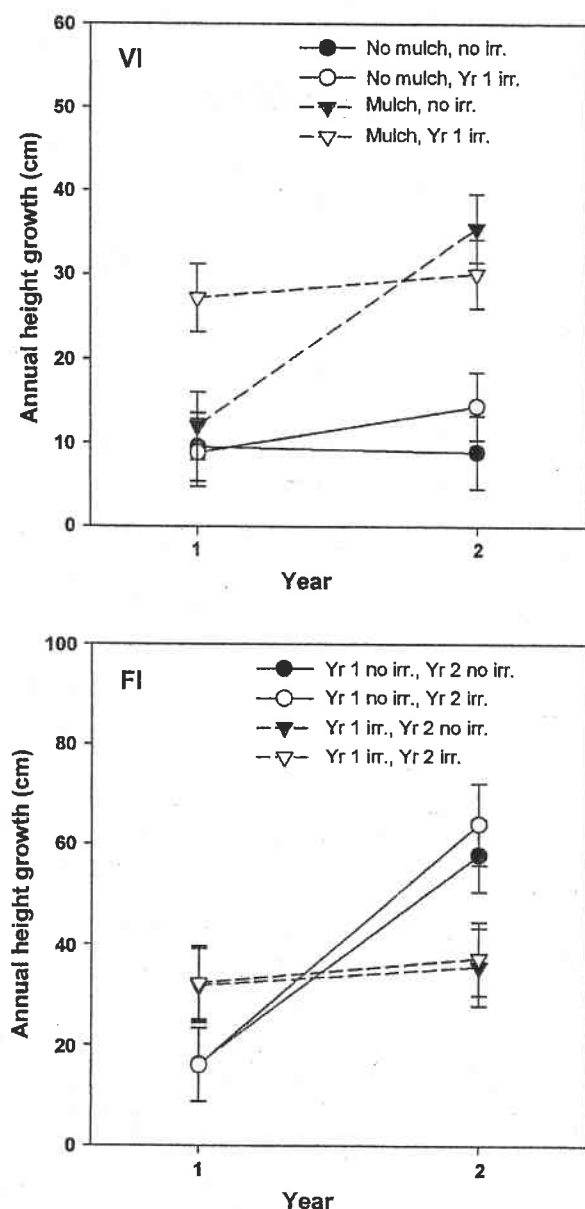 60
50
40
30
20
10
0
Annual height growth (cm)
VI
No mulch, no irr.
No mulch, Yr 1 irr.
Mulch, no irr.
Mulch, Yr 1 irr.
1
2
Year
100
80
60
40
20
0
Annual height growth (cm)
FI
Yr 1 no irr., Yr 2 no irr.
Yr 1 no irr., Yr 2 irr.
Yr 1 irr., Yr 2 no irr.
Yr 1 irr., Yr 2 irr.
1
2
Year